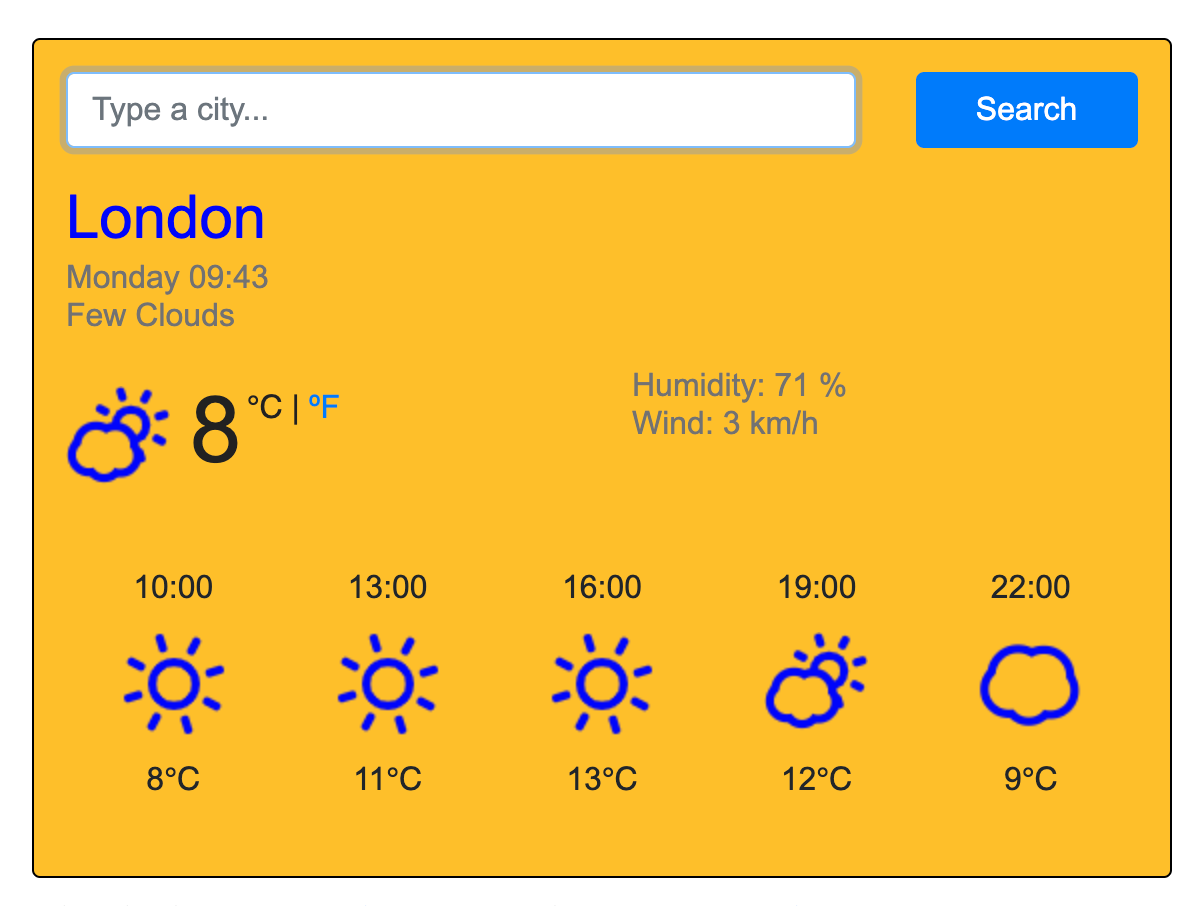 Type a city...
Search
London
Monday 09:43
Few Clouds
8 °C | ºF
Humidity: 71 %
Wind: 3 km/h
10:00 13:00 16:00 19:00 22:00
8°C 11°C 13°C 12°C 9°C